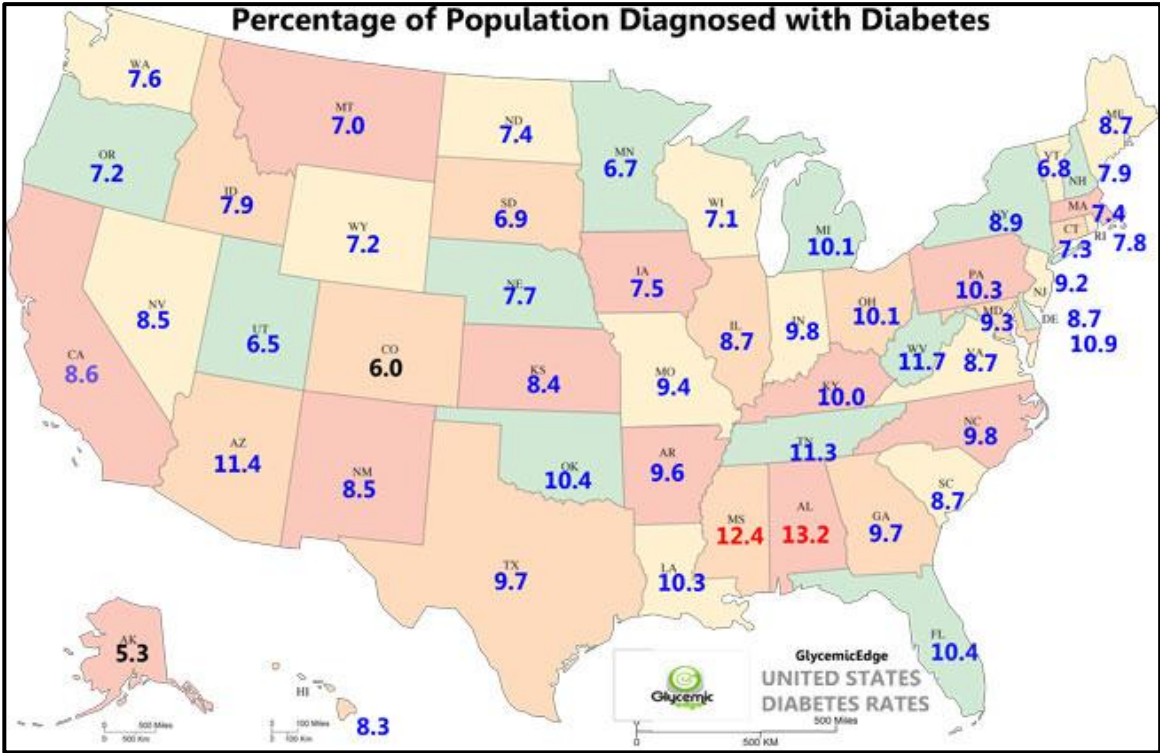 Percentage of Population Diagnosed with Diabetes
WA
7.6
MT
7.0
ND
7.4
MN
6.7
ME
8.7
OR
7.2
ID
7.9
SD
6.9
WI
7.1
MI
10.1
NY
8.9
VT
6.8
NH
7.9
MA
7.4
CT
7.3
RI
7.8
WY
7.2
IA
7.5
NE
7.7
PA
10.3
NJ
9.2
NV
8.5
UT
6.5
CO
6.0
IL
8.7
IN
9.8
OH
10.1
MD
9.3
DE
8.7
10.9
CA
8.6
KS
8.4
MO
9.4
KY
10.0
WV
11.7
VA
8.7
AZ
11.4
NM
8.5
OK
10.4
AR
9.6
TN
11.3
NC
9.8
SC
8.7
MS
12.4
AL
13.2
GA
9.7
TX
9.7
LA
10.3
FL
10.4
AK
5.3
HI
8.3
500 Miles
500 Km
100 Miles
100 Km
Glycemic
edge
GlycemicEdge
UNITED STATES
DIABETES RATES
500 Miles
500 KM